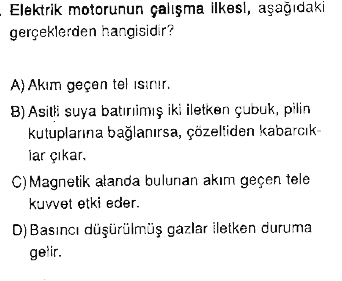 Elektrik motorunun çalışma ilkesi, aşağıdaki
gerçeklerden hangisidir?
A) Akım geçen tel ısınır.
B) Asitli suya batırılmış iki iletken çubuk, pilin
kutuplarına bağlanırsa, çözeltiden kabarcık-
lar çıkar.
C) Magnetik alanda bulunan akım geçen tele
kuvvet etki eder.
D) Basıncı düşürülmüş gazlar iletken duruma
gelir.